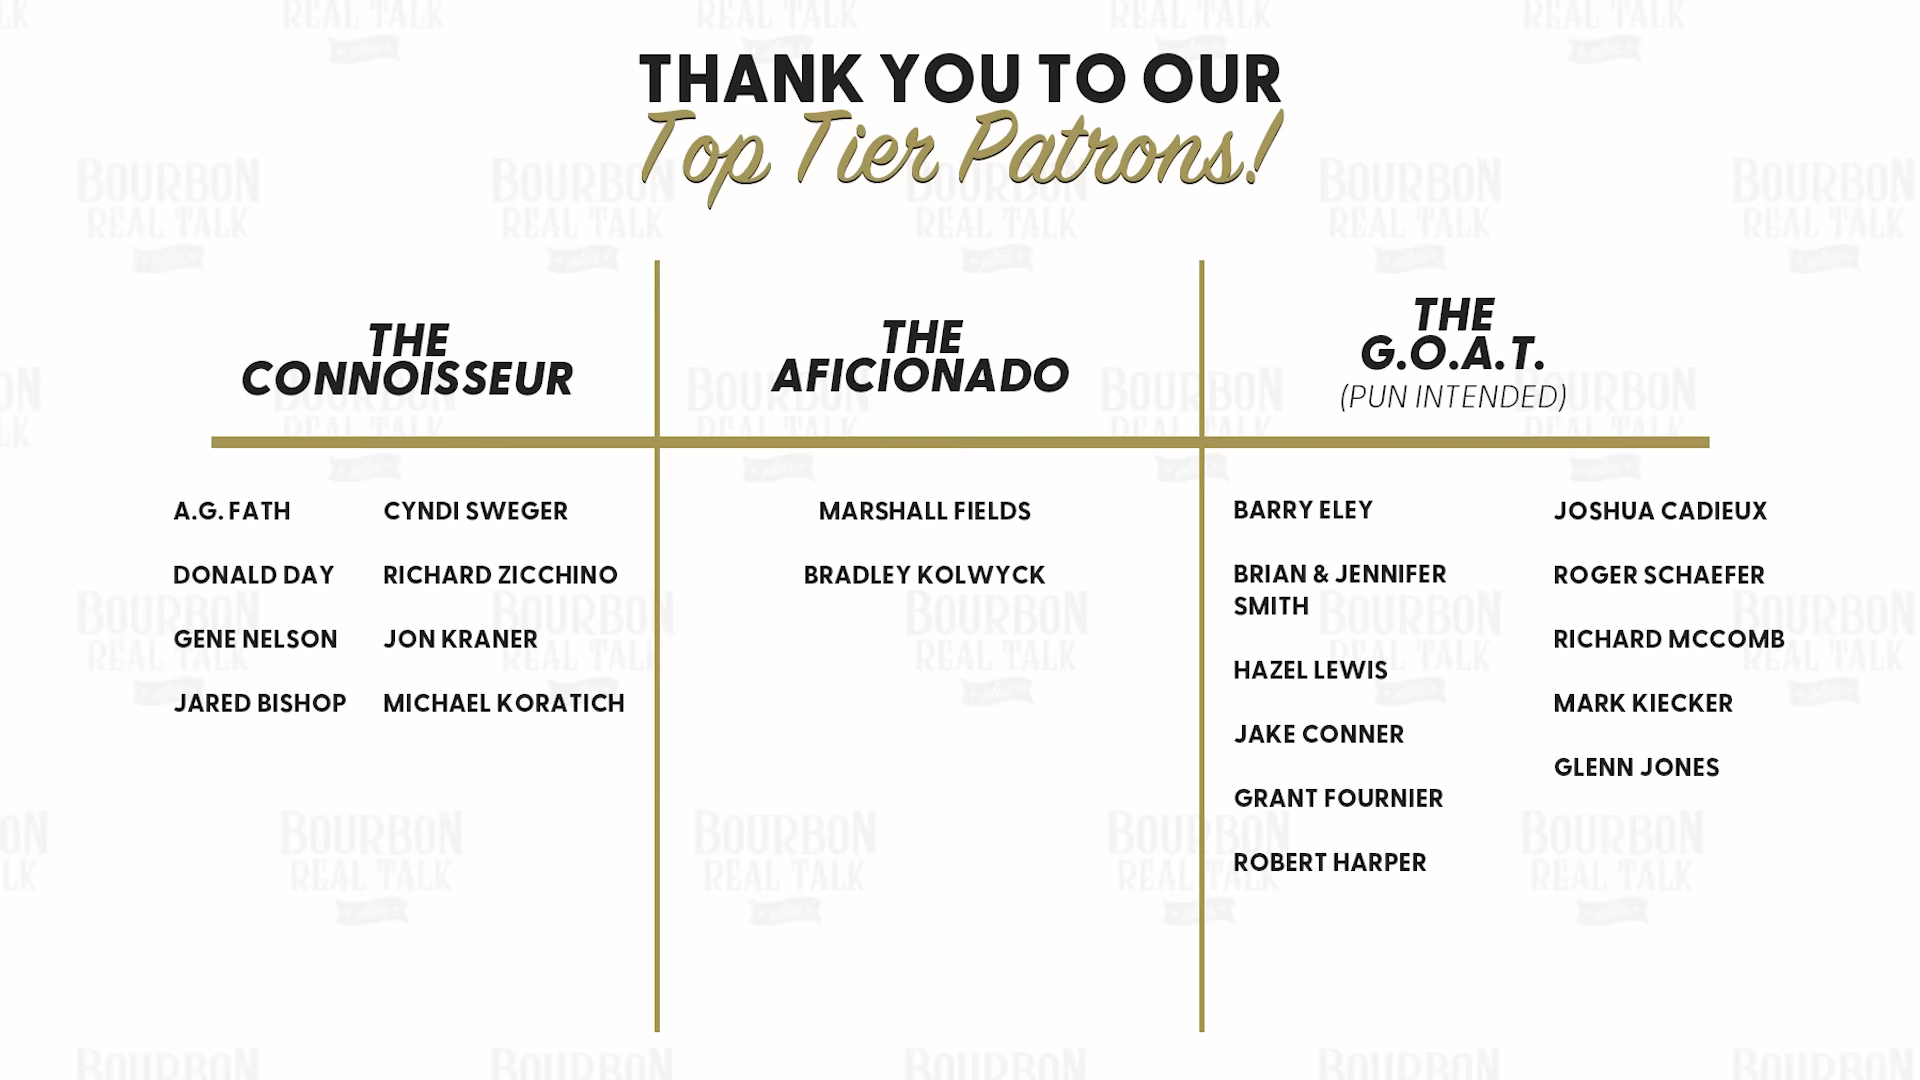 THANK YOU TO OUR
Top Tier Patrons!
THE
CONNOISSEUR
A.G. FATH
DONALD DAY
GENE NELSON
JARED BISHOP
CYNDI SWEGER
RICHARD ZICCHINO
JON KRANER
MICHAEL KORATICH
THE
AFICIONADO
MARSHALL FIELDS
BRADLEY KOLWYCK
THE
G.O.A.T.
(PUN INTENDED)
BARRY ELEY
BRIAN & JENNIFER
SMITH
HAZEL LEWIS
JAKE CONNER
GRANT FOURNIER
ROBERT HARPER
JOSHUA CADIEUX
ROGER SCHAEFER
RICHARD MCCOMB
MARK KIECKER
GLENN JONES
BOURBON
REAL TALK